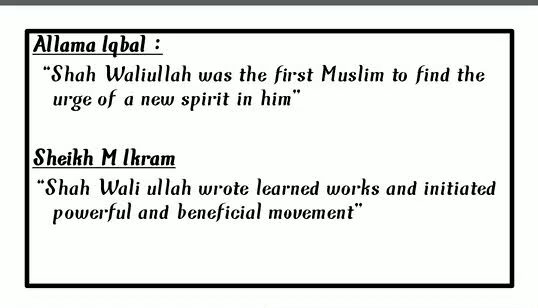 Allama Iqbal :
"Shah Waliullah was the first Muslim to find the
urge of a new spirit in him"
Sheikh M Ikram
"Shah Wali ullah wrote learned works and initiated
powerful and beneficial movement"